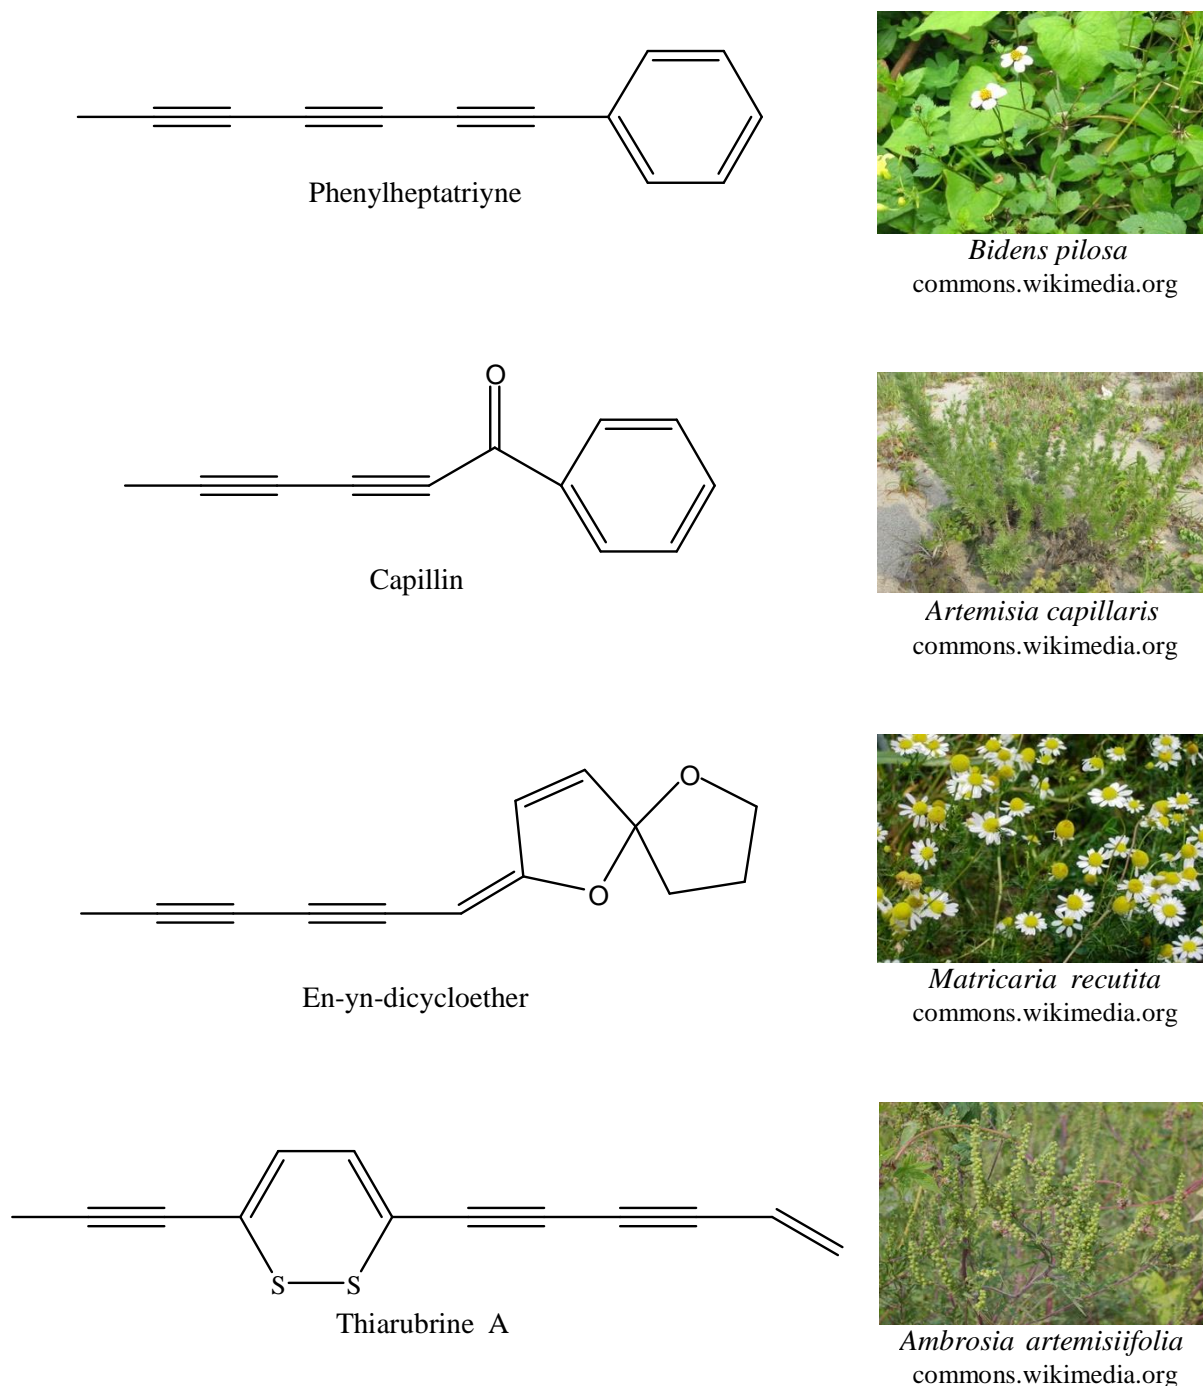 Phenylheptatriyne
Bidens pilosa
commons.wikimedia.org
O
Capillin
Artemisia capillaris
commons.wikimedia.org
O
O
En-yn-dicycloether
Matricaria recutita
commons.wikimedia.org
S S
Thiarubrine A
Ambrosia artemisiifolia
commons.wikimedia.org